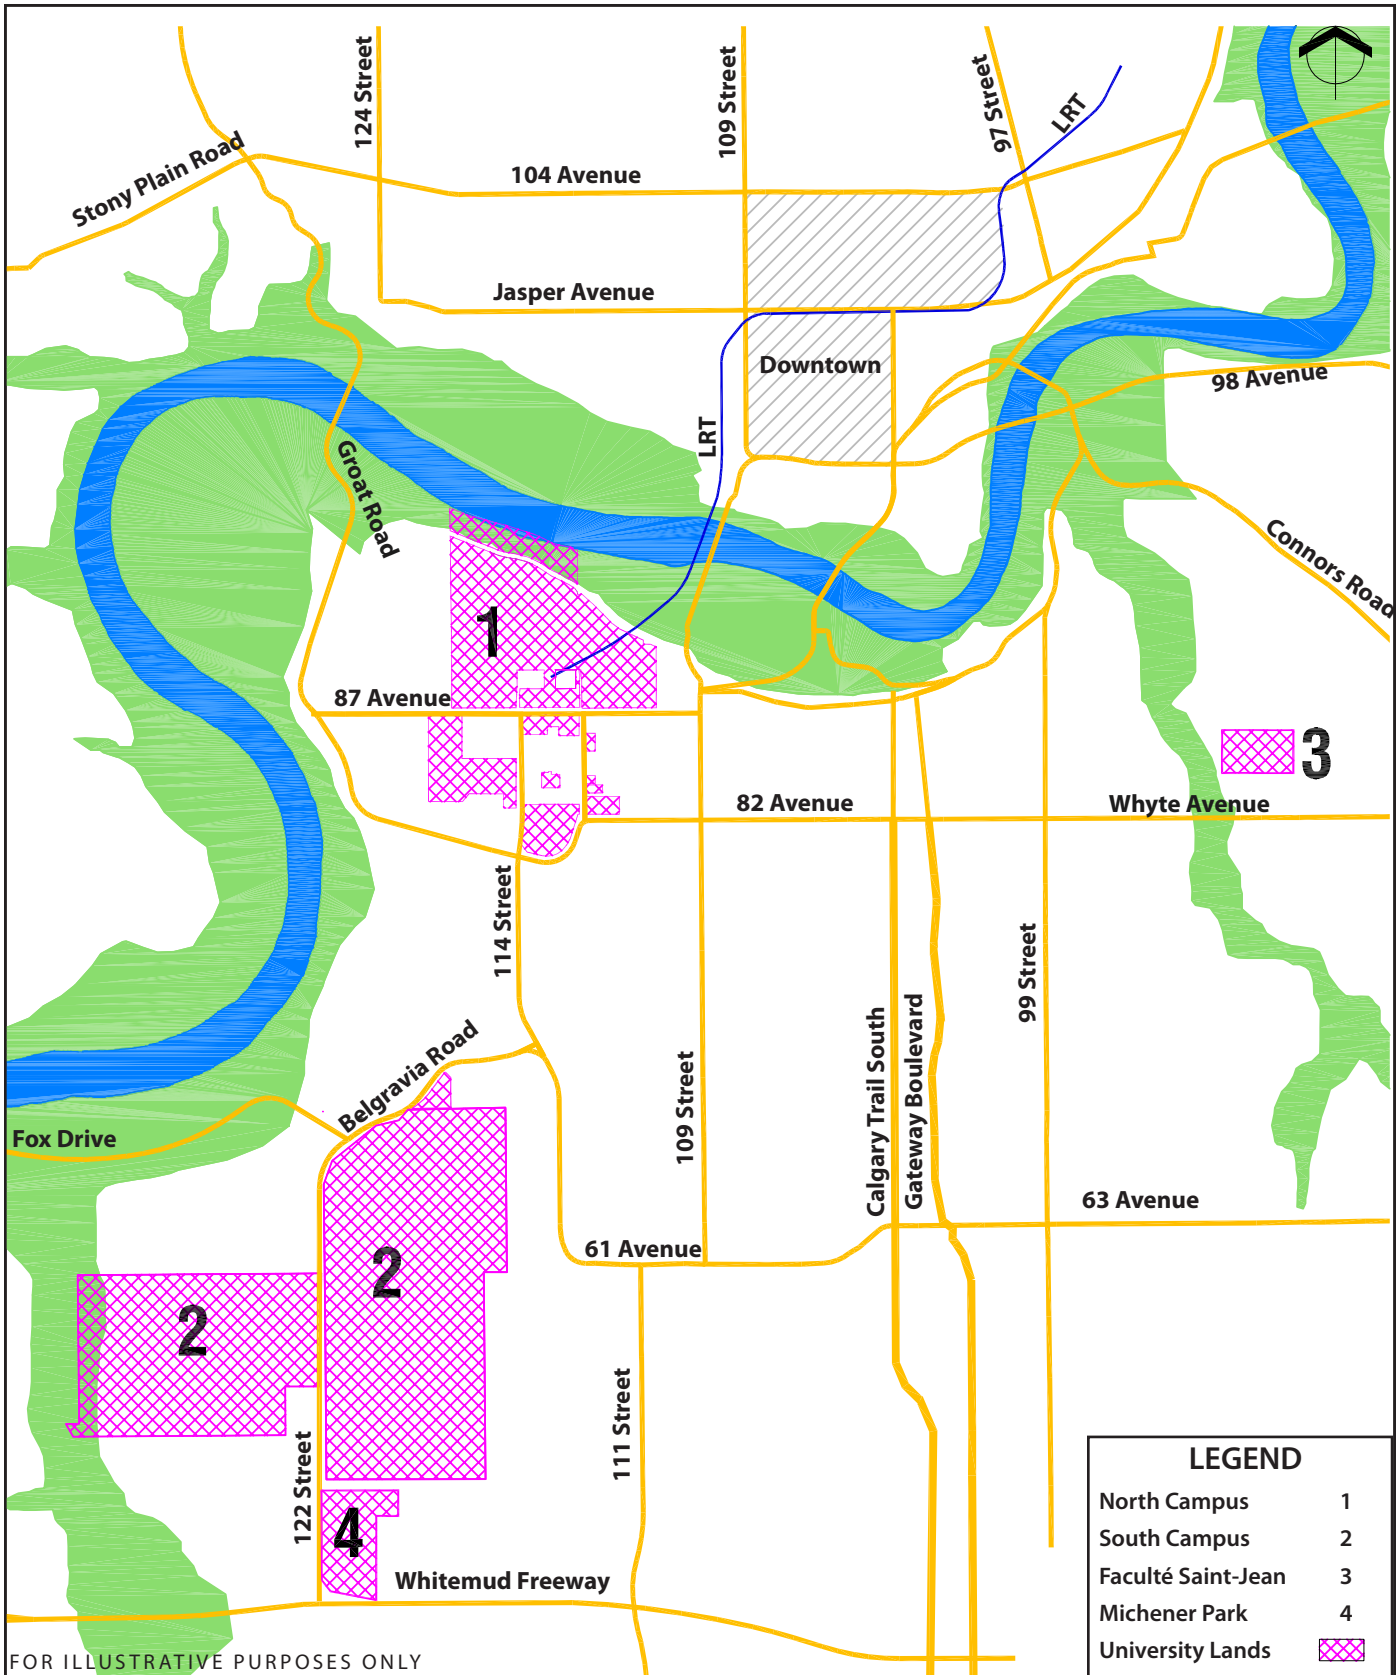 124 Street
109 Street
97 Street
LRT
Stony Plain Road
104 Avenue
Jasper Avenue
Downtown
98 Avenue
LRT
Groat Road
Connors Road
1
87 Avenue
3
82 Avenue
Whyte Avenue
114 Street
99 Street
Calgary Trail South
Gateway Boulevard
Belgravia Road
109 Street
Fox Drive
63 Avenue
61 Avenue
2
2
111 Street
122 Street
4
Whitemud Freeway
LEGEND
North Campus 1
South Campus 2
Faculté Saint-Jean 3
Michener Park 4
University Lands
FOR ILLUSTRATIVE PURPOSES ONLY